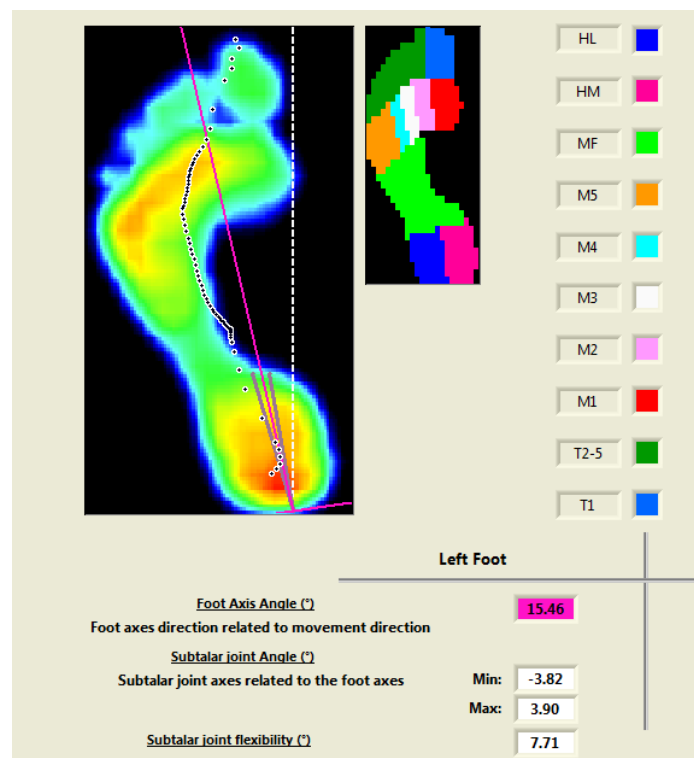 HL
HM
MF
M5
M4
M3
M2
M1
T2-5
T1
Left Foot
Foot Axis Angle (°)
15.46
Foot axes direction related to movement direction
Subtalar joint Angle (°)
Subtalar joint axes related to the foot axes
Min: -3.82
Max: 3.90
Subtalar joint flexibility (°)
7.71